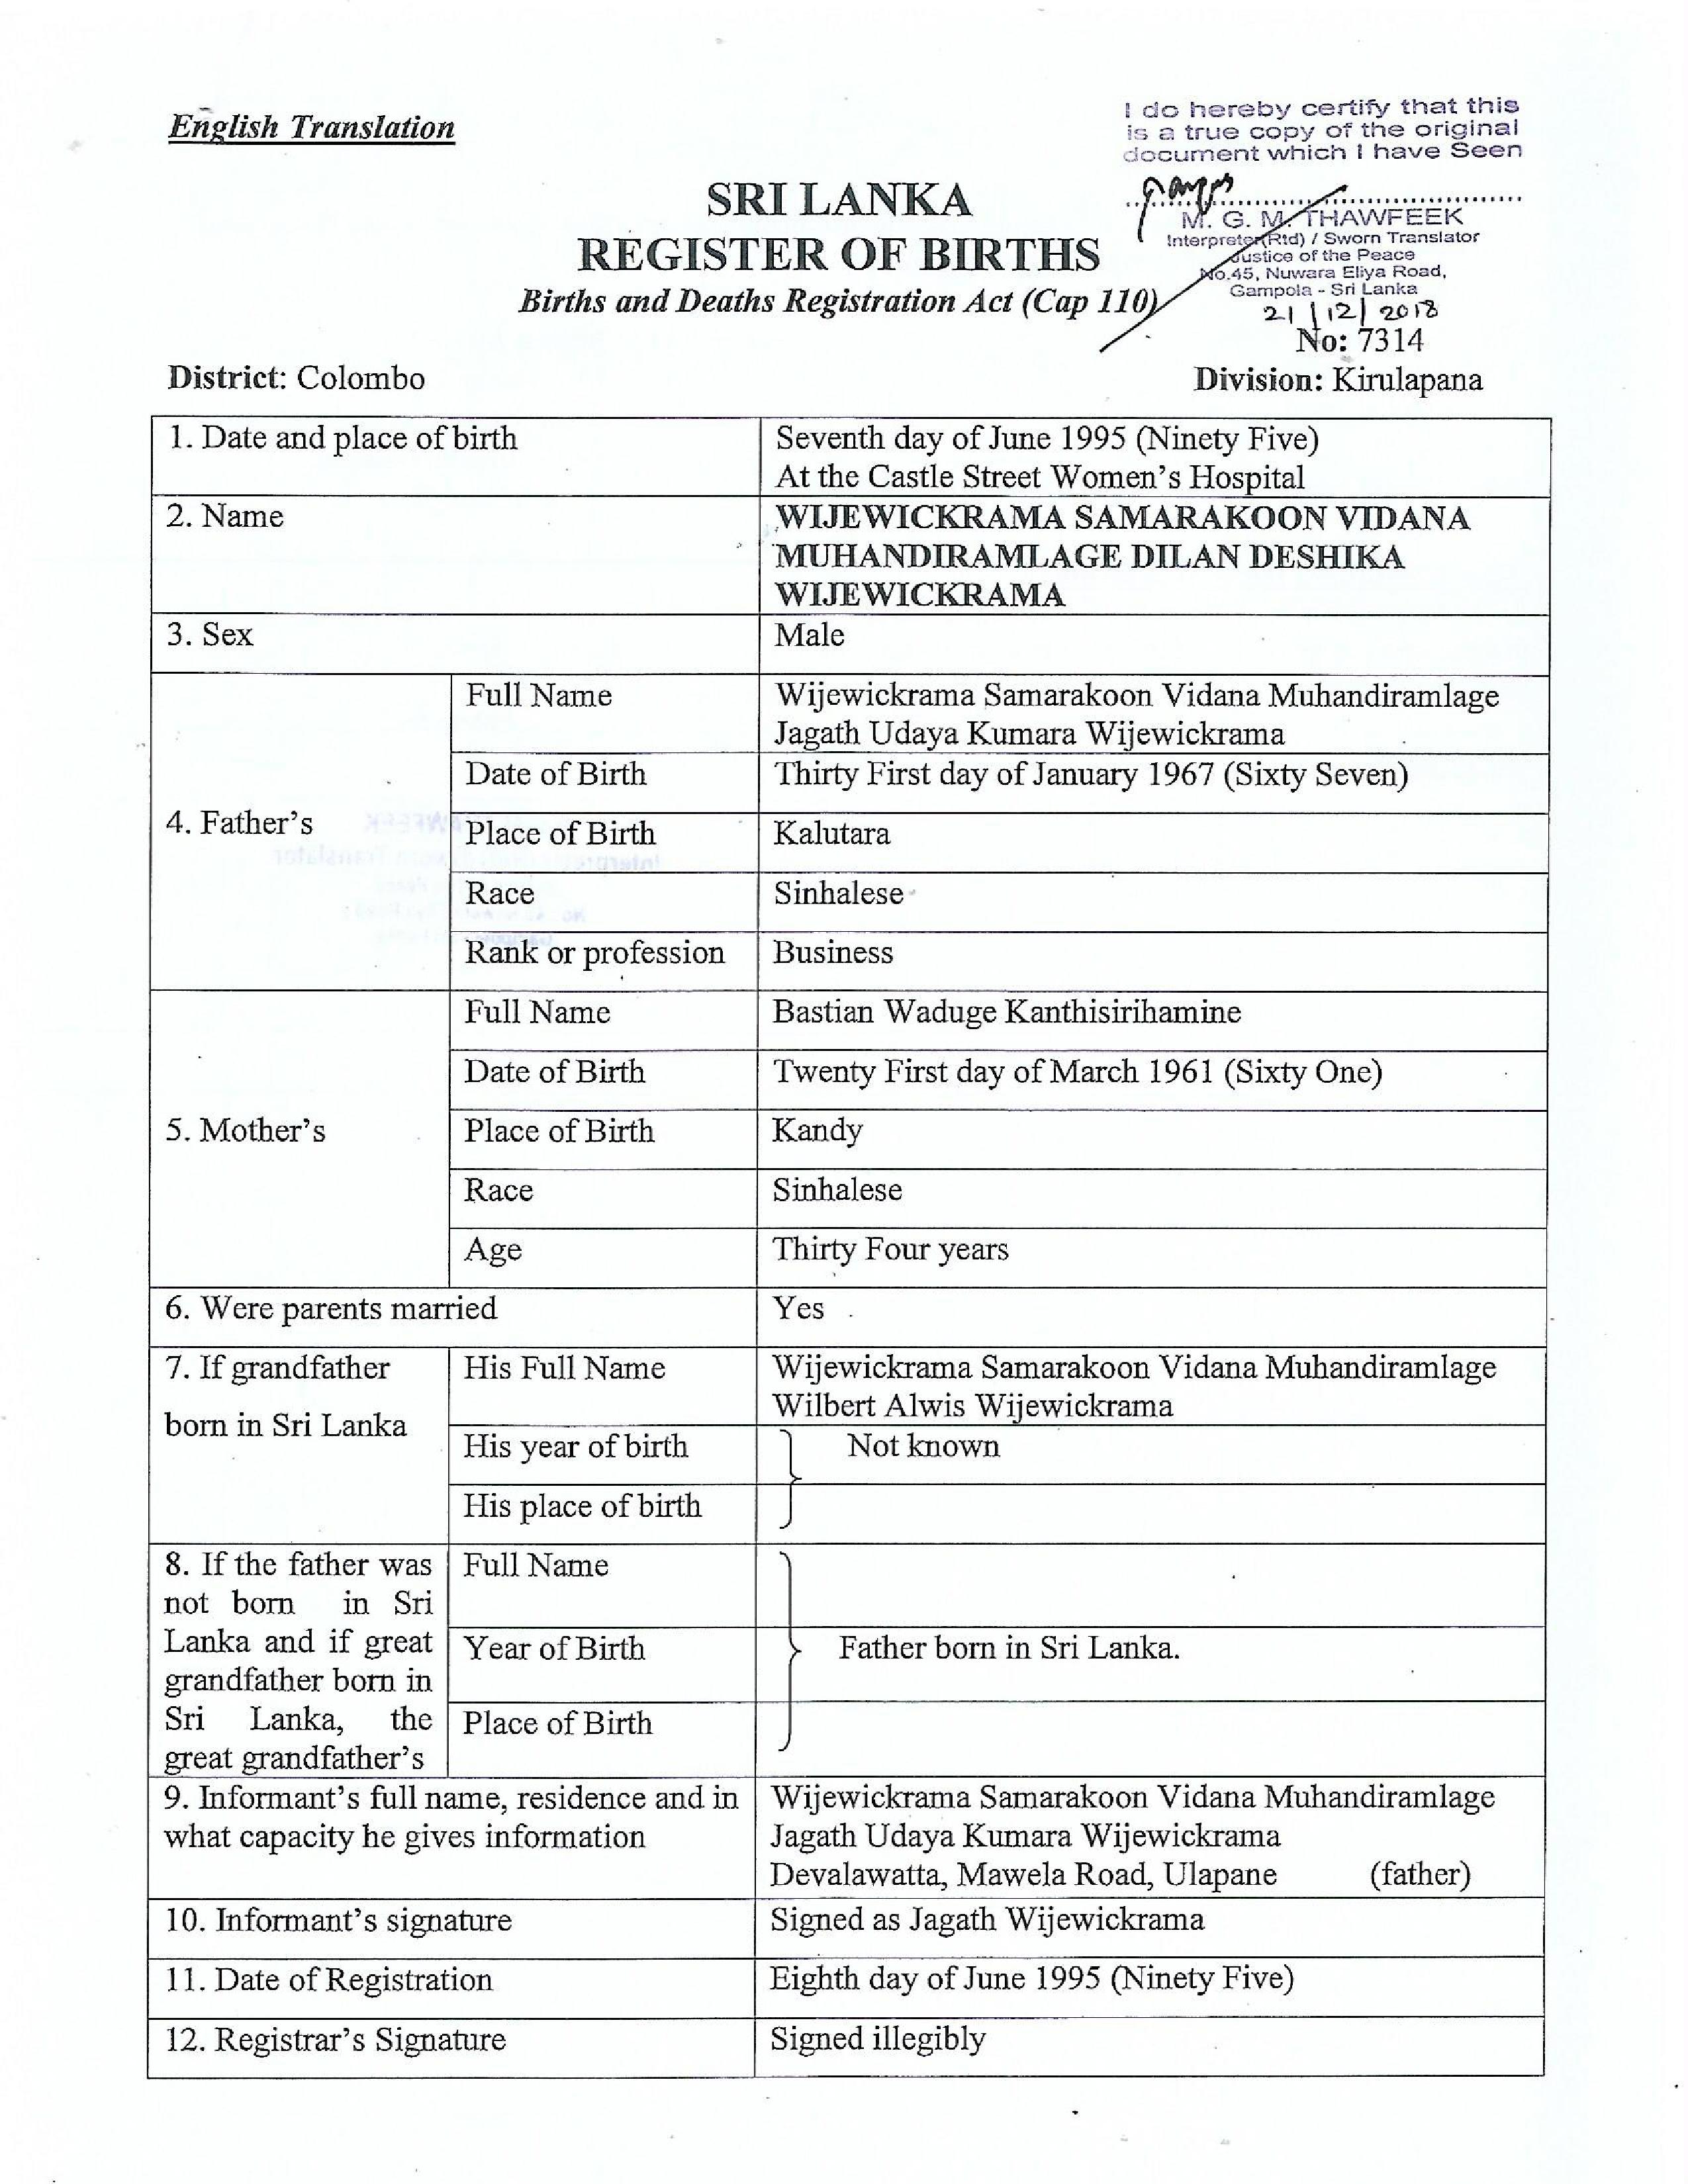 English Translation
I do hereby certify that this
is a true copy of the original
document which I have Seen
M. G. M. THAWFEEK
Interpreter(Rtd) / Sworn Translator
Justice of the Peace
No.45, Nuwara Eliya Road,
Gampola - Sri Lanka
21/12/2018
SRI LANKA
REGISTER OF BIRTHS
Births and Deaths Registration Act (Cap 110)
No: 7314
District: Colombo
Division: Kirulapana
1. Date and place of birth
Seventh day of June 1995 (Ninety Five)
At the Castle Street Women's Hospital
2. Name
WIJEWICKRAMA SAMARAKOON VIDANA
MUHANDIRAMLAGE DILAN DESHIKA
WIJEWICKRAMA
3. Sex
Male
4. Father's
Full Name
Wijewickrama Samarakoon Vidana Muhandiramlage
Jagath Udaya Kumara Wijewickrama
Date of Birth
Thirty First day of January 1967 (Sixty Seven)
Place of Birth
Kalutara
Race
Sinhalese
Rank or profession
Business
5. Mother's
Full Name
Bastian Waduge Kanthisirihamine
Date of Birth
Twenty First day of March 1961 (Sixty One)
Place of Birth
Kandy
Race
Sinhalese
Age
Thirty Four years
6. Were parents married
Yes
7. If grandfather
born in Sri Lanka
His Full Name
Wijewickrama Samarakoon Vidana Muhandiramlage
Wilbert Alwis Wijewickrama
His year of birth
Not known
His place of birth
8. If the father was
not born in Sri
Lanka and if great
grandfather born in
Sri Lanka, the
great grandfather's
Full Name
Year of Birth
Father born in Sri Lanka.
Place of Birth
9. Informant's full name, residence and in
what capacity he gives information
Wijewickrama Samarakoon Vidana Muhandiramlage
Jagath Udaya Kumara Wijewickrama
Devalawatta, Mawela Road, Ulapane (father)
10. Informant's signature
Signed as Jagath Wijewickrama
11. Date of Registration
Eighth day of June 1995 (Ninety Five)
12. Registrar's Signature
Signed illegibly